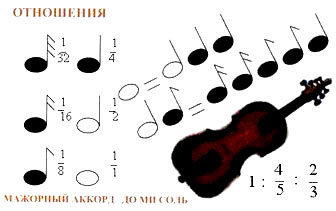 ОТНОШЕНИЯ
1/32 1/4
1/16 1/2
1/8 1/1
= 
=
1 : 4/5 : 2/3
МАЖОРНЫЙ АККОРД ДО МИ СОЛЬ